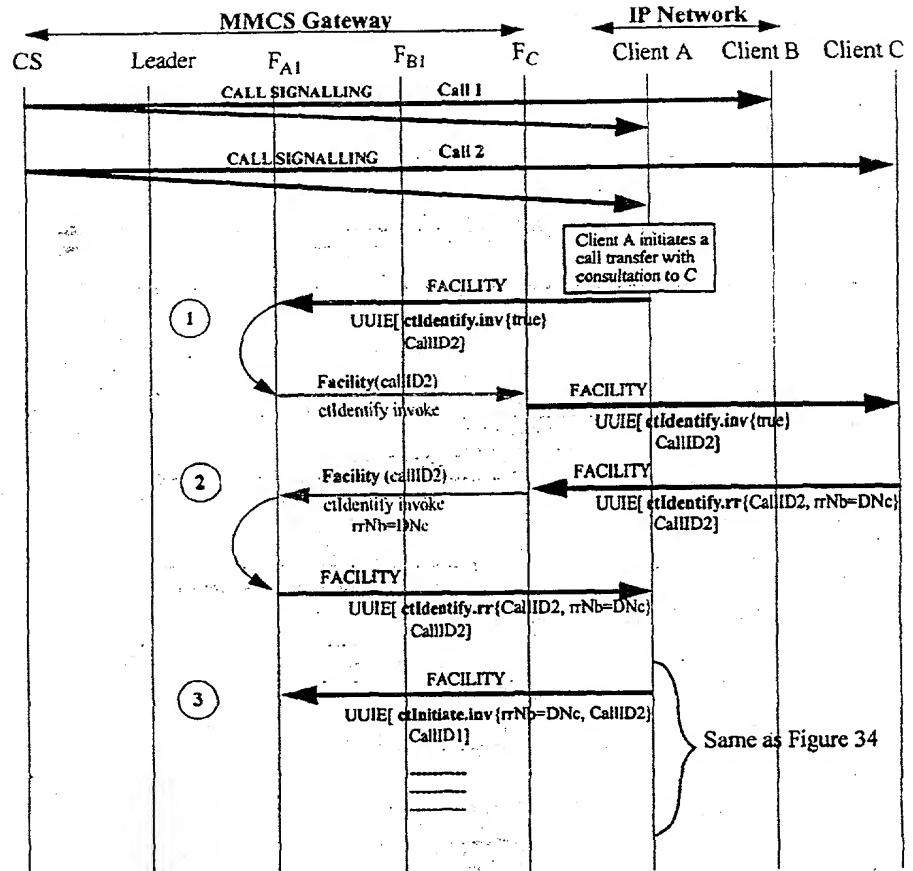 MMCS Gateway
IP Network
CS Leader FA1 FB1 FC Client A Client B Client C
CALL SIGNALLING Call 1
CALL SIGNALLING Call 2
Client A initiates a
call transfer with
consultation to C
FACILITY
1
UUIE[ ctIdentify.inv{true}
CallID2]
Facility(callID2)
ctIdentify invoke
FACILITY
UUIE[ ctIdentify.inv{true}
CallID2]
2
Facility (callID2)
ctIdentify invoke
rrNb=DNc
FACILITY
UUIE[ ctIdentify.rr{CallID2, rrNb=DNc}
CallID2]
FACILITY
UUIE[ ctIdentify.rr{CallID2, rrNb=DNc}
CallID2]
3
FACILITY
UUIE[ ctInitiate.inv{rrNb=DNc, CallID2}
CallID1]
Same as Figure 34